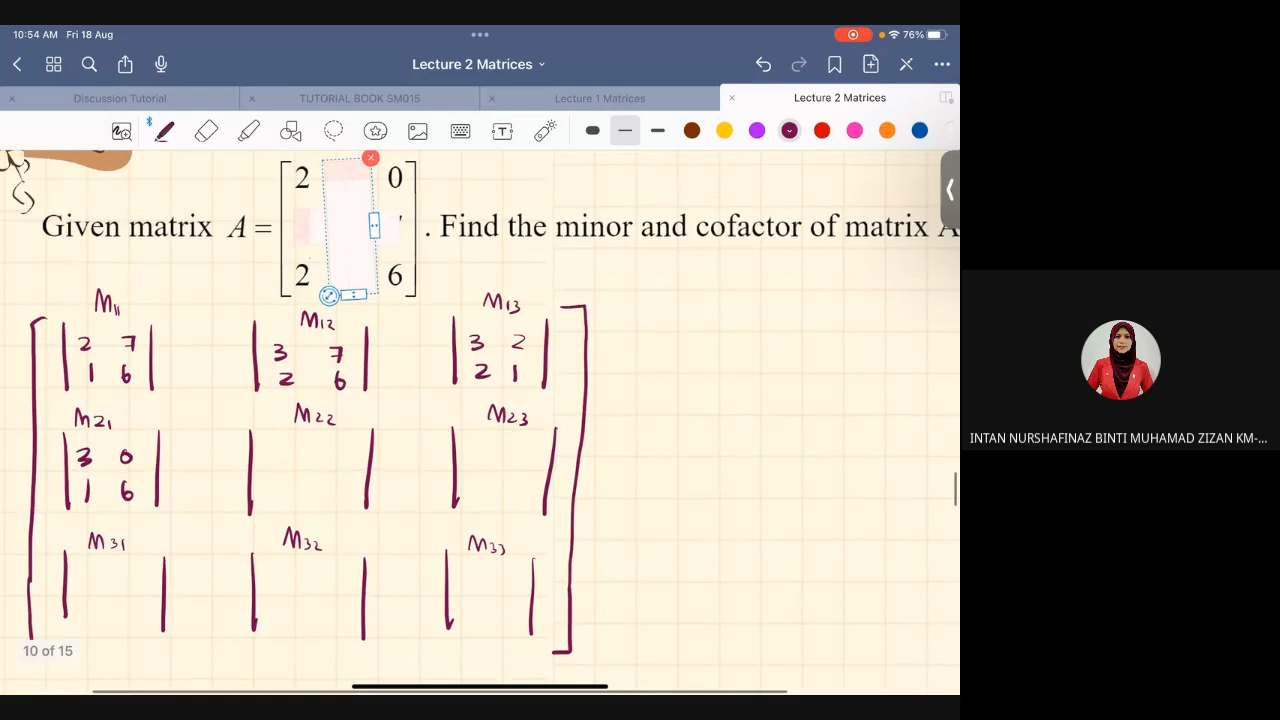 10:54 AM Fri 18 Aug
76%
Lecture 2 Matrices
Discussion Tutorial
TUTORIAL BOOK SM015
Lecture 1 Matrices
Lecture 2 Matrices
2 0
Given matrix A = . Find the minor and cofactor of matrix A
2 6
M11 M12 M13
2 7 3 7 3 2
1 6 2 6 2 1
M21 M22 M23
3 0
1 6
M31 M32 M33
10 of 15
INTAN NURSHAFINAZ BINTI MUHAMAD ZIZAN KM-...